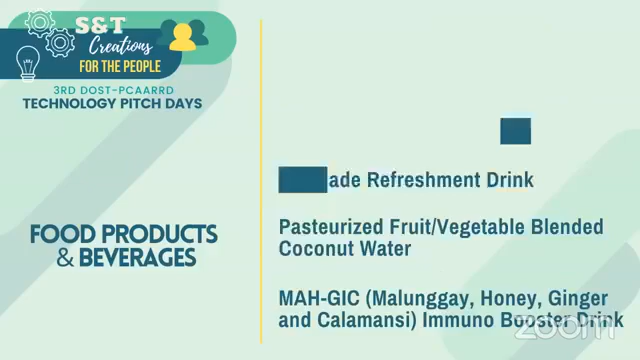 S&T
Creations
FOR THE PEOPLE
3RD DOST-PCAARRD
TECHNOLOGY PITCH DAYS
FOOD PRODUCTS
& BEVERAGES
ade Refreshment Drink
Pasteurized Fruit/Vegetable Blended
Coconut Water
MAH-GIC (Malunggay, Honey, Ginger
and Calamansi) Immuno Booster Drink
zoom